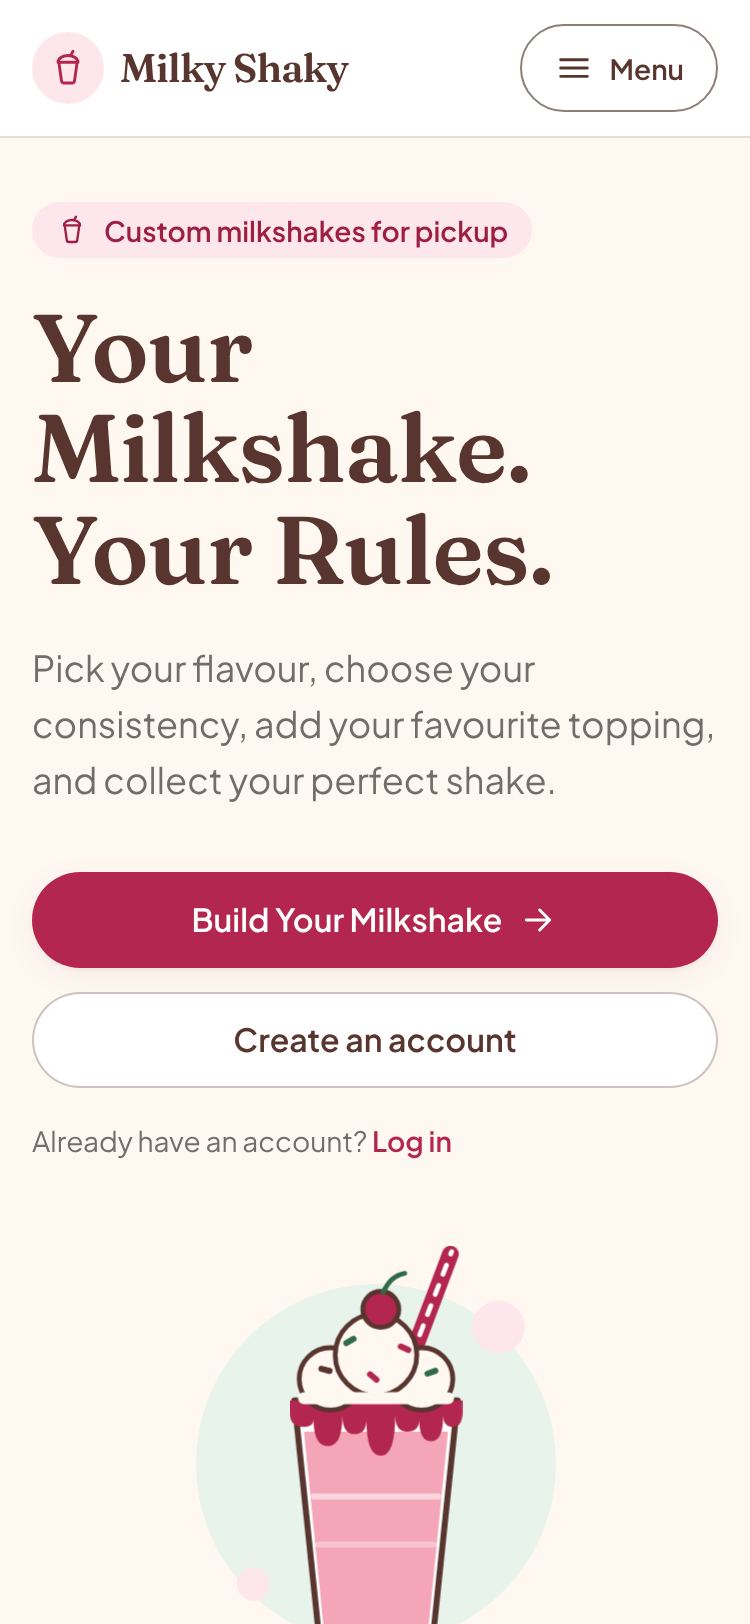 Milky Shaky
Menu
Custom milkshakes for pickup
Your
Milkshake.
Your Rules.
Pick your flavour, choose your
consistency, add your favourite topping,
and collect your perfect shake.
Build Your Milkshake
Create an account
Already have an account? Log in